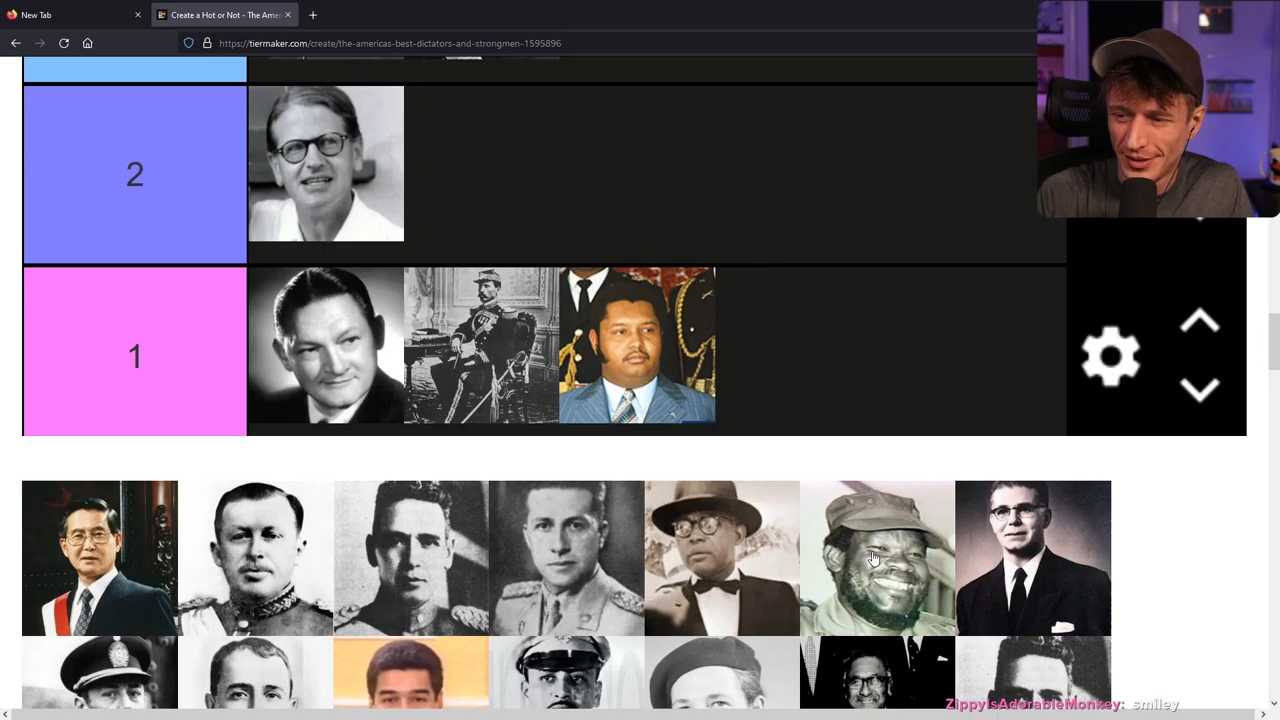 New Tab
Create a Hot or Not - The Amer
https://tiermaker.com/create/the-americas-best-dictators-and-strongmen-1595896
2
1
ZippyIsAdorableMonkey: smiley